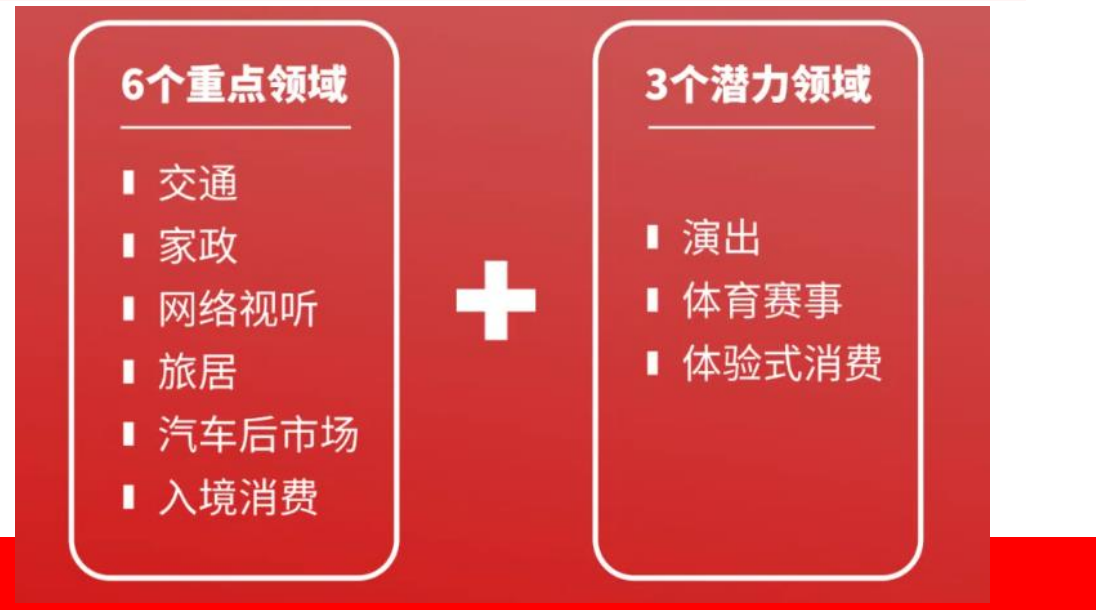 6个重点领域
交通
家政
网络视听
旅居
汽车后市场
入境消费
3个潜力领域
演出
体育赛事
体验式消费